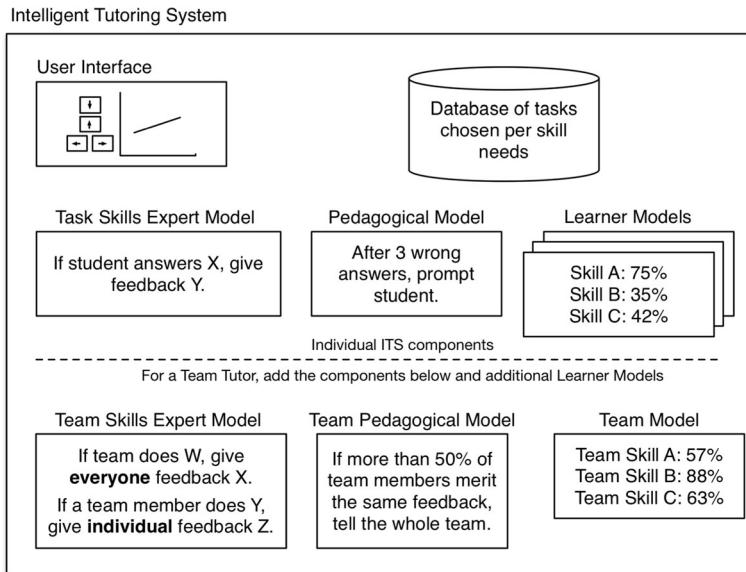 Intelligent Tutoring System
User Interface
Database of tasks
chosen per skill
needs
Task Skills Expert Model
If student answers X, give
feedback Y.
Pedagogical Model
After 3 wrong
answers, prompt
student.
Learner Models
Skill A: 75%
Skill B: 35%
Skill C: 42%
Individual ITS components
For a Team Tutor, add the components below and additional Learner Models
Team Skills Expert Model
If team does W, give
everyone feedback X.
If a team member does Y,
give individual feedback Z.
Team Pedagogical Model
If more than 50% of
team members merit
the same feedback,
tell the whole team.
Team Model
Team Skill A: 57%
Team Skill B: 88%
Team Skill C: 63%